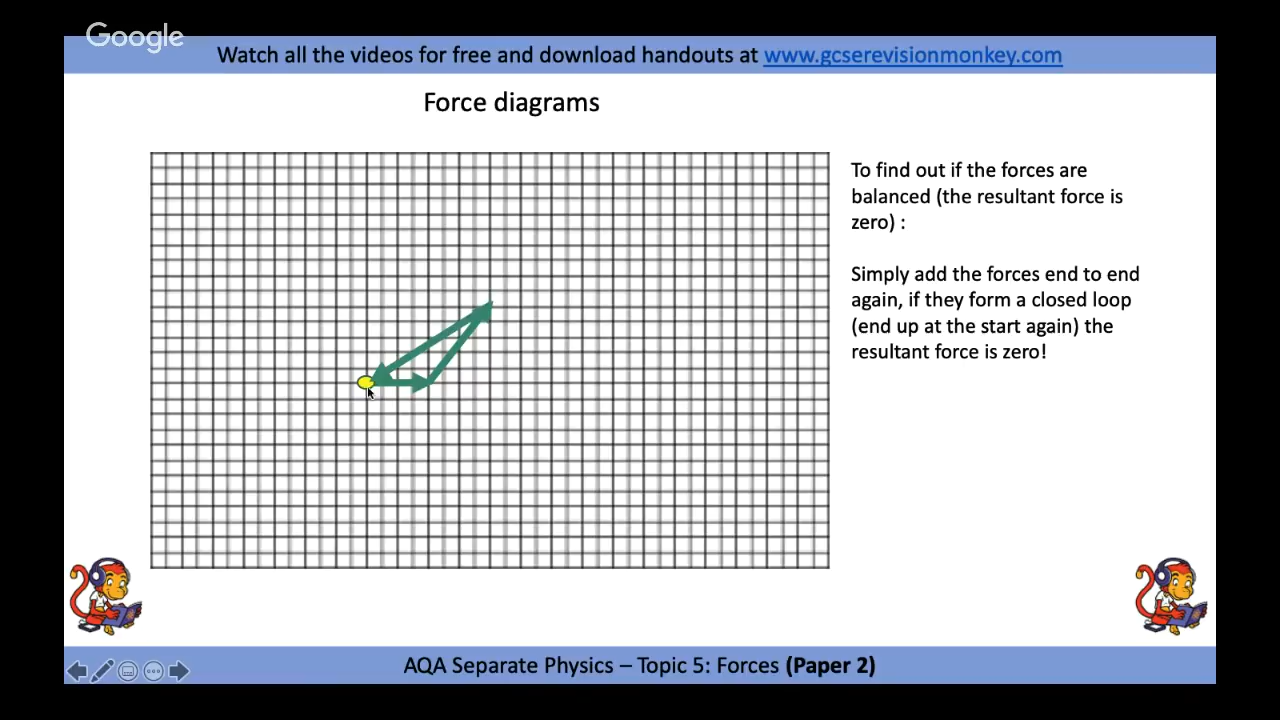 Google
Watch all the videos for free and download handouts at www.gcserevisionmonkey.com
Force diagrams
To find out if the forces are
balanced (the resultant force is
zero) :
Simply add the forces end to end
again, if they form a closed loop
(end up at the start again) the
resultant force is zero!
AQA Separate Physics – Topic 5: Forces (Paper 2)